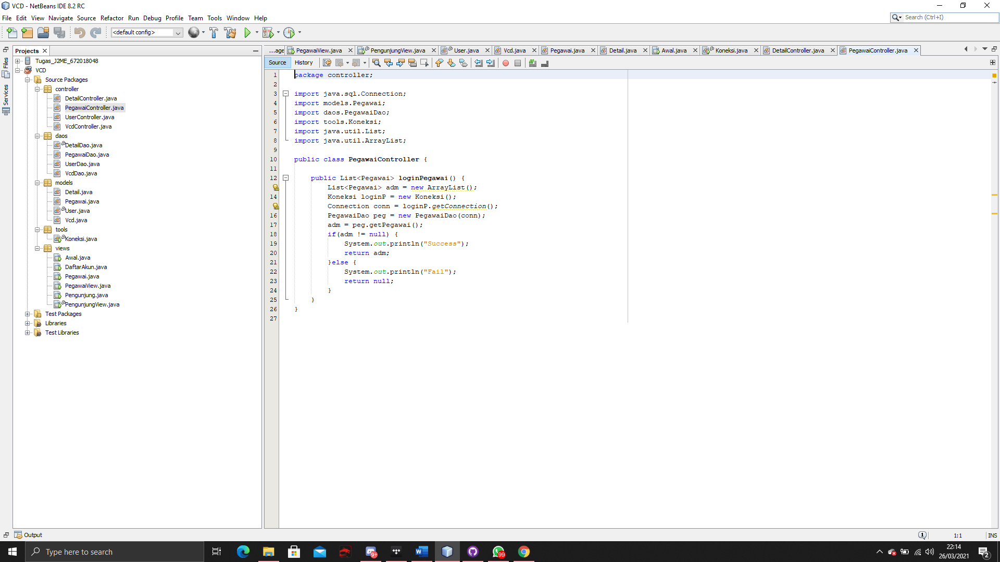 VCD - NetBeans IDE 8.2 RC
File Edit View Navigate Source Refactor Run Debug Profile Team Tools Window Help
Search (Ctrl+I)
<default config>
Files
Services
Projects
Tugas_J2ME_672018048
VCD
Source Packages
controller
DetailController.java
PegawaiController.java
UserController.java
VcdController.java
daos
DetailDao.java
PegawaiDao.java
UserDao.java
VcdDao.java
models
Detail.java
Pegawai.java
User.java
Vcd.java
tools
Koneksi.java
views
Awal.java
DaftarAkun.java
Pegawai.java
PegawaiView.java
Pengunjung.java
PengunjungView.java
Test Packages
Libraries
Test Libraries
...age PegawaiView.java PengunjungView.java User.java Vcd.java Pegawai.java Detail.java Awal.java Koneksi.java DetailController.java PegawaiController.java
Source History
1 package controller;
2
3 import java.sql.Connection;
4 import models.Pegawai;
5 import daos.PegawaiDao;
6 import tools.Koneksi;
7 import java.util.List;
8 import java.util.ArrayList;
9
10 public class PegawaiController {
11
12 public List<Pegawai> loginPegawai() {
List<Pegawai> adm = new ArrayList();
14 Koneksi loginP = new Koneksi();
Connection conn = loginP.getConnection();
16 PegawaiDao peg = new PegawaiDao(conn);
17 adm = peg.getPegawai();
18 if(adm != null) {
19 System.out.println("Success");
20 return adm;
21 }else {
22 System.out.println("Fail");
23 return null;
24 }
25 }
26 }
27
Output
1
1:1
INS
Type here to search
9+
99
22:14
26/03/2021
2